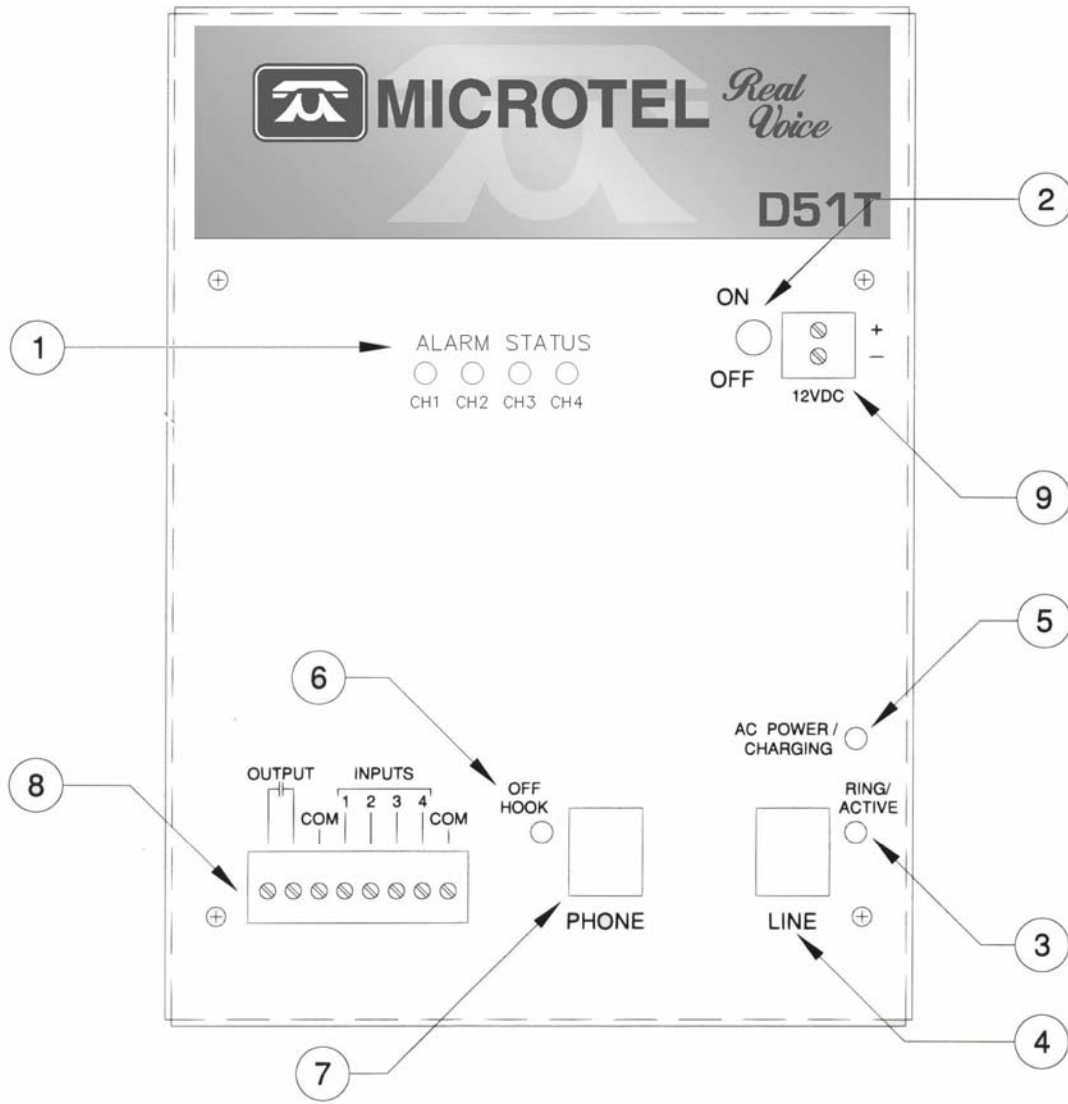 MICROTEL
Real
Voice
D51T
2
ON
OFF
+
−
12VDC
1
ALARM STATUS
CH1 CH2 CH3 CH4
9
5
6
AC POWER /
CHARGING
8
OUTPUT
INPUTS
1 2 3 4
COM
COM
OFF
HOOK
RING/
ACTIVE
PHONE
LINE
3
4
7